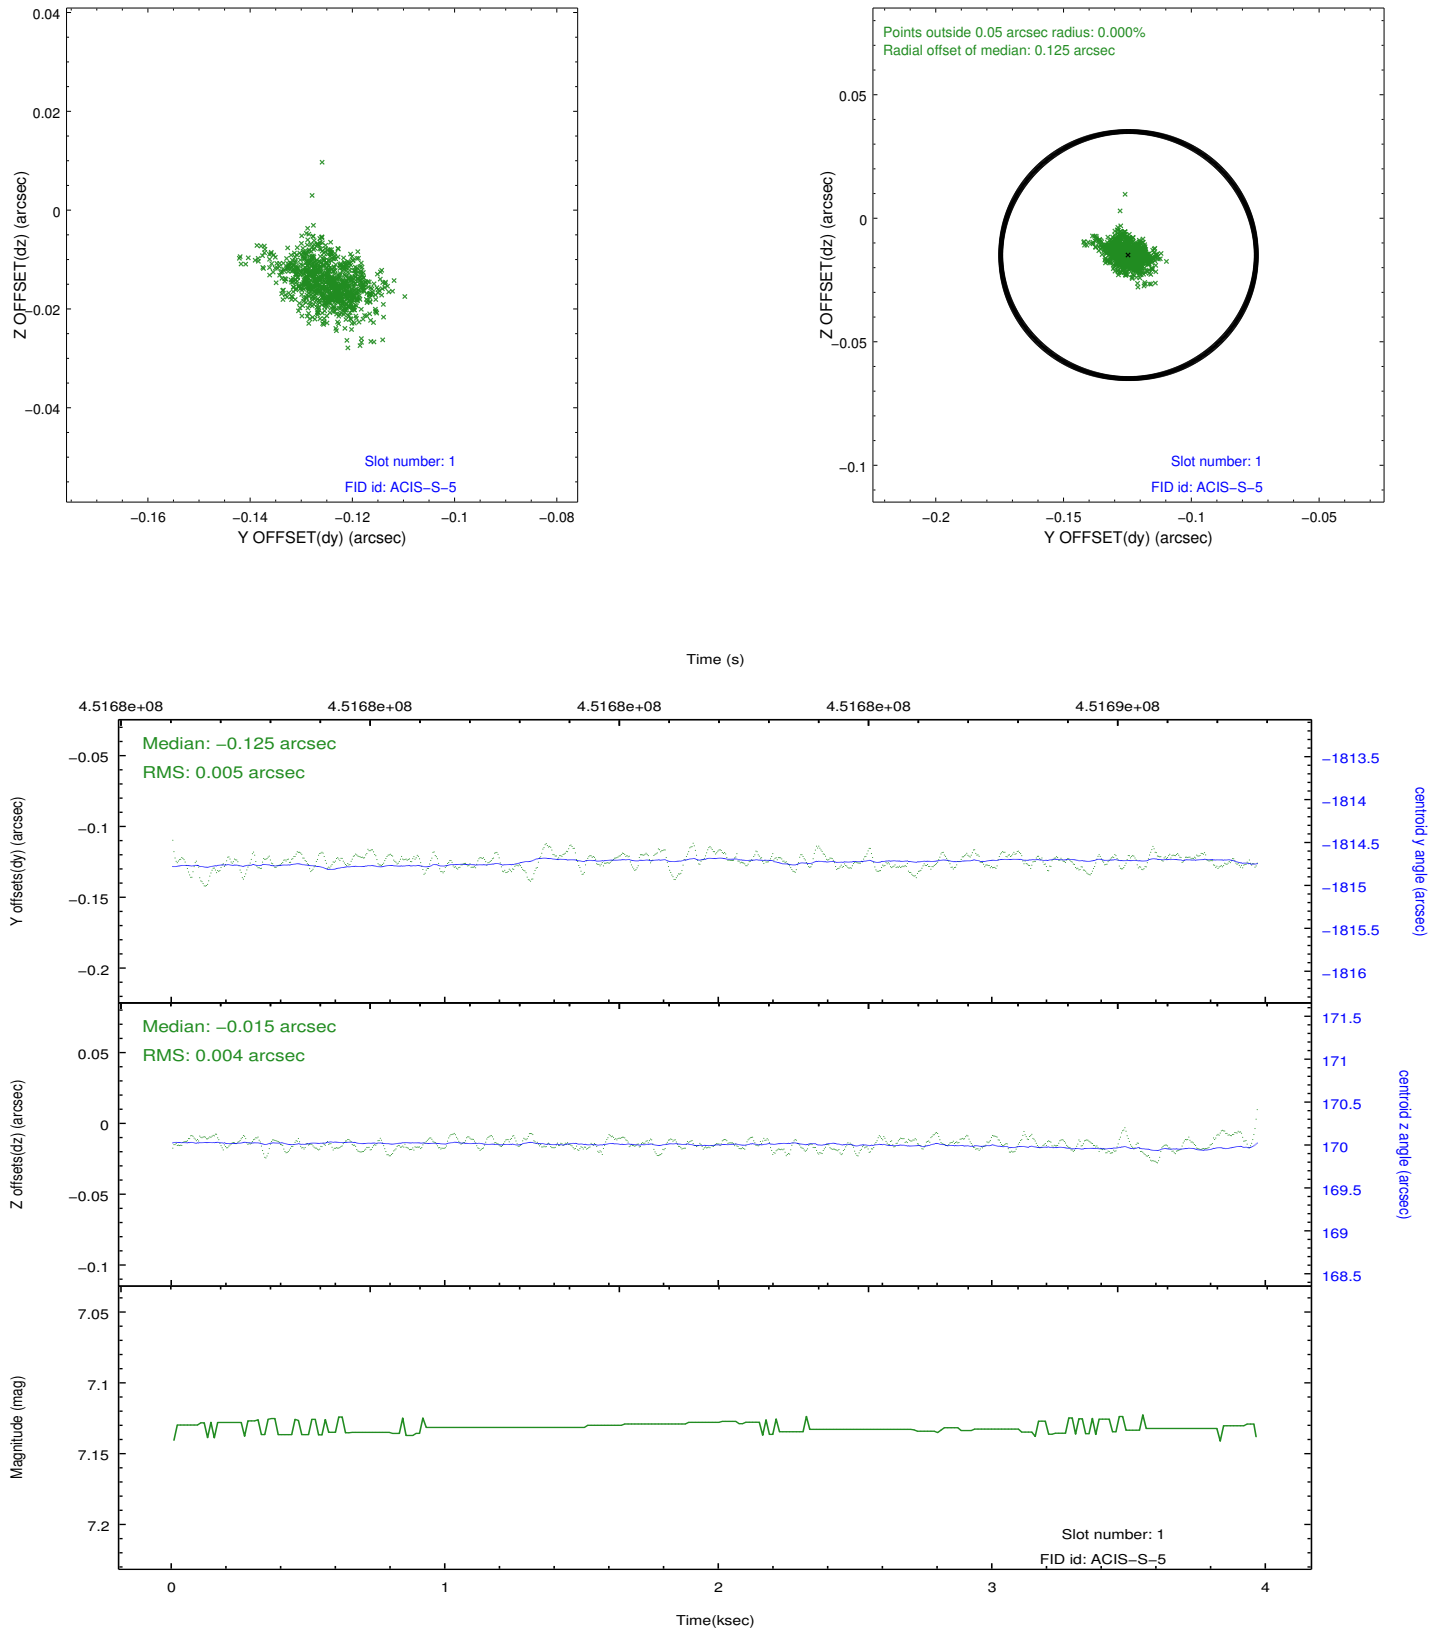 0.04
0.02
0
−0.02
−0.04
Z OFFSET(dz) (arcsec)
Slot number: 1
FID id: ACIS−S−5
−0.16 −0.14 −0.12 −0.1 −0.08
Y OFFSET(dy) (arcsec)
Points outside 0.05 arcsec radius: 0.000%
Radial offset of median: 0.125 arcsec
0.05
0
−0.05
−0.1
Z OFFSET(dz) (arcsec)
Slot number: 1
FID id: ACIS−S−5
−0.2 −0.15 −0.1 −0.05
Y OFFSET(dy) (arcsec)
Time (s)
4.5168e+08 4.5168e+08 4.5168e+08 4.5168e+08 4.5169e+08
Median: −0.125 arcsec
RMS: 0.005 arcsec
−0.05
−0.1
−0.15
−0.2
Y offsets(dy) (arcsec)
−1813.5
−1814
−1814.5
−1815
−1815.5
−1816
centroid y angle (arcsec)
Median: −0.015 arcsec
RMS: 0.004 arcsec
0.05
0
−0.05
−0.1
Z offsets(dz) (arcsec)
171.5
171
170.5
170
169.5
169
168.5
centroid z angle (arcsec)
7.05
7.1
7.15
7.2
Magnitude (mag)
Slot number: 1
FID id: ACIS−S−5
0 1 2 3 4
Time(ksec)